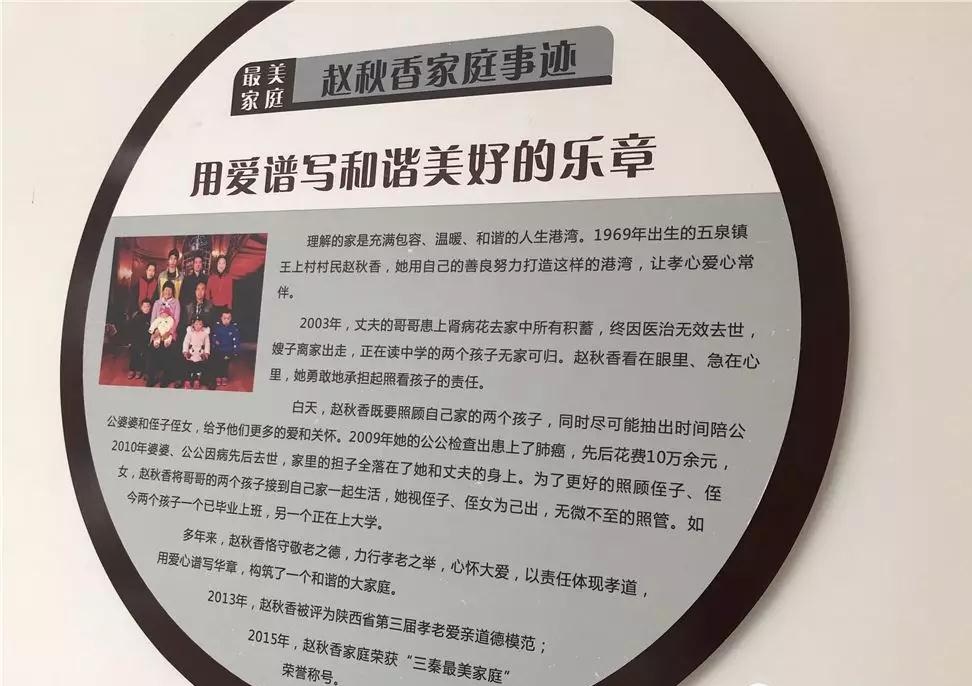 最美
家庭
赵秋香家庭事迹
用爱谱写和谐美好的乐章
理解的家是充满包容、温暖、和谐的人生港湾。1969年出生的五泉镇
王上村村民赵秋香，她用自己的善良努力打造这样的港湾，让孝心爱心常
伴。
2003年，丈夫的哥哥患上肾病花去家中所有积蓄，终因医治无效去世，
嫂子离家出走，正在读中学的两个孩子无家可归。赵秋香看在眼里、急在心
里，她勇敢地承担起照看孩子的责任。
白天，赵秋香既要照顾自己家的两个孩子，同时尽可能抽出时间陪公
公婆婆和侄子侄女，给予他们更多的爱和关怀。2009年她的公公检查出患上了肺癌，先后花费10万余元，
2010年婆婆、公公因病先后去世，家里的担子全落在了她和丈夫的身上。为了更好的照顾侄子、侄
女，赵秋香将哥哥的两个孩子接到自己家一起生活，她视侄子、侄女为己出，无微不至的照管。如
今两个孩子一个已毕业上班，另一个正在上大学。
多年来，赵秋香恪守敬老之德，力行孝老之举，心怀大爱，以责任体现孝道，
用爱心谱写华章，构筑了一个和谐的大家庭。
2013年，赵秋香被评为陕西省第三届孝老爱亲道德模范；
2015年，赵秋香家庭荣获“三秦最美家庭”
荣誉称号。